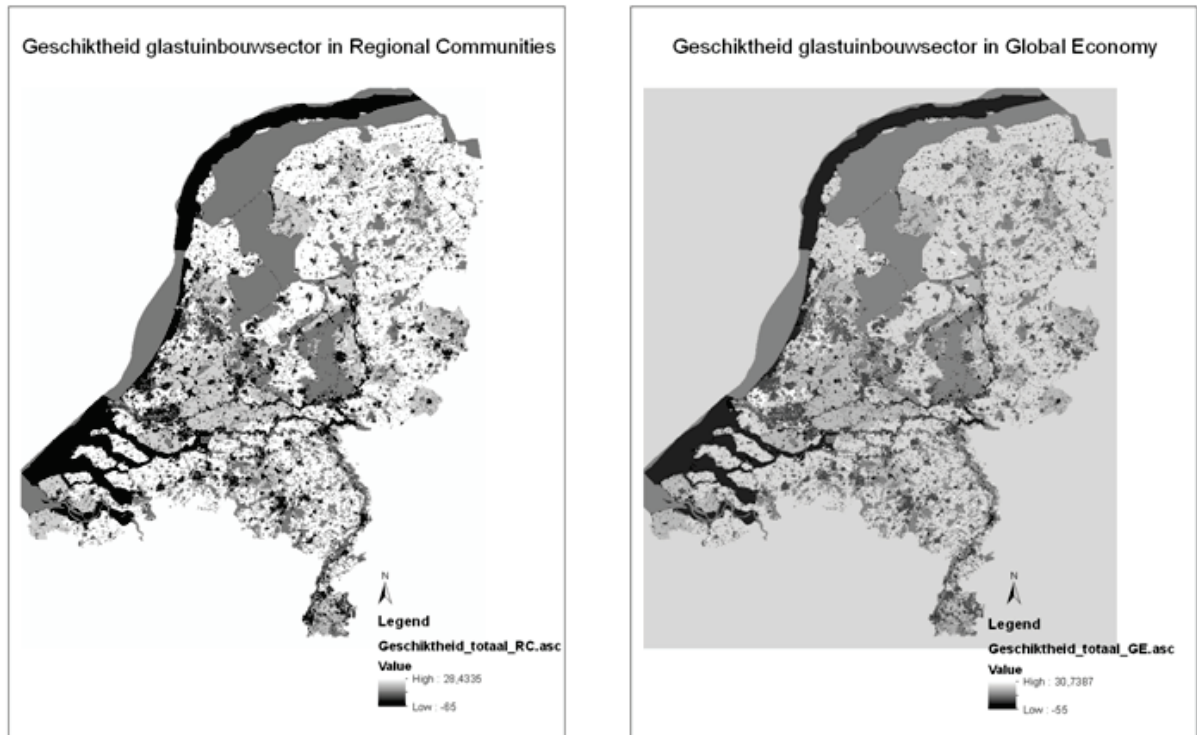 Geschiktheid glastuinbouwsector in Regional Communities
N
Legend
Geschiktheid_totaal_RC.asc
Value
High : 28,4335
Low : -65
Geschiktheid glastuinbouwsector in Global Economy
N
Legend
Geschiktheid_totaal_GE.asc
Value
High : 30,7387
Low : -55